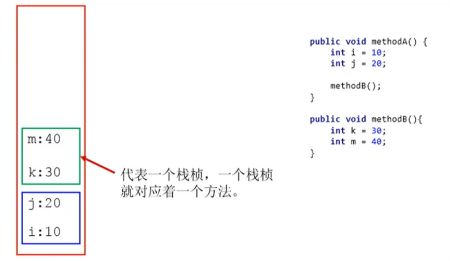 m:40
k:30
j:20
i:10
代表一个栈桢，一个栈桢
就对应着一个方法。
public void methodA() {
int i = 10;
int j = 20;
methodB();
}
public void methodB(){
int k = 30;
int m = 40;
}